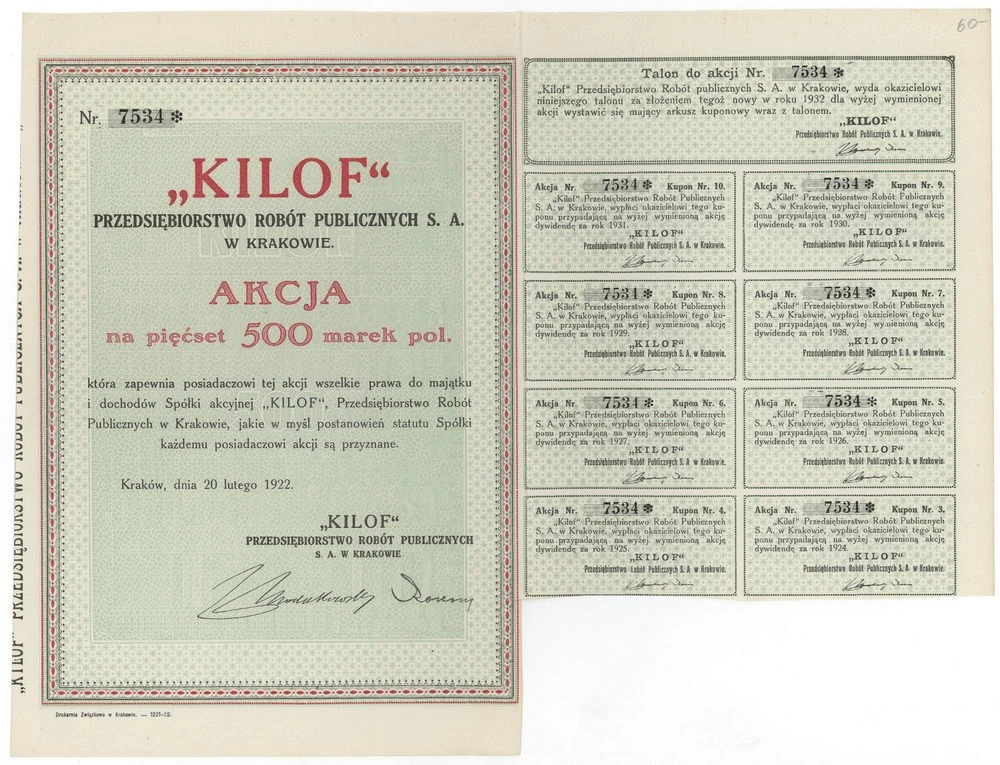 60-
Nr. 7534 *
„KILOF“
PRZEDSIĘBIORSTWO ROBÓT PUBLICZNYCH S. A.
W KRAKOWIE.
AKCJA
na pięćset 500 marek pol.
która zapewnia posiadaczowi tej akcji wszelkie prawa do majątku
i dochodów Spółki akcyjnej „KILOF“, Przedsiębiorstwo Robót
Publicznych w Krakowie, jakie w myśl postanowień statutu Spółki
każdemu posiadaczowi akcji są przyznane.
Kraków, dnia 20 lutego 1922.
„KILOF“
PRZEDSIĘBIORSTWO ROBÓT PUBLICZNYCH
S. A. W KRAKOWIE
Drukarnia Związkowa w Krakowie. — 1221-22.
„KILOF“ PRZEDSIĘBIORSTWO ROBÓT
Talon do akcji Nr. 7534 *
„Kilof“ Przedsiębiorstwo Robót publicznych S. A. w Krakowie, wyda okazicielowi
niniejszego talonu za złożeniem tegoż nowy w roku 1932 dla wyżej wymienionej
akcji wystawić się mający arkusz kuponowy wraz z talonem.
„KILOF“
Przedsiębiorstwo Robót Publicznych S. A. w Krakowie.
Akcja Nr. 7534 * Kupon Nr. 10.
„Kilof“ Przedsiębiorstwo Robót Publicznych
S. A. w Krakowie, wypłaci okazicielowi tego ku-
ponu przypadającą na wyżej wymienioną akcję
dywidendę za rok 1931.
„KILOF“
Przedsiębiorstwo Robót Publicznych S. A. w Krakowie.
Akcja Nr. 7534 * Kupon Nr. 9.
„Kilof“ Przedsiębiorstwo Robót Publicznych
S. A. w Krakowie, wypłaci okazicielowi tego ku-
ponu przypadającą na wyżej wymienioną akcję
dywidendę za rok 1930.
„KILOF“
Przedsiębiorstwo Robót Publicznych S. A. w Krakowie.
Akcja Nr. 7534 * Kupon Nr. 8.
„Kilof“ Przedsiębiorstwo Robót Publicznych
S. A. w Krakowie, wypłaci okazicielowi tego ku-
ponu przypadającą na wyżej wymienioną akcję
dywidendę za rok 1929.
„KILOF“
Przedsiębiorstwo Robót Publicznych S. A. w Krakowie.
Akcja Nr. 7534 * Kupon Nr. 7.
„Kilof“ Przedsiębiorstwo Robót Publicznych
S. A. w Krakowie, wypłaci okazicielowi tego ku-
ponu przypadającą na wyżej wymienioną akcję
dywidendę za rok 1928.
„KILOF“
Przedsiębiorstwo Robót Publicznych S. A. w Krakowie.
Akcja Nr. 7534 * Kupon Nr. 6.
„Kilof“ Przedsiębiorstwo Robót Publicznych
S. A. w Krakowie, wypłaci okazicielowi tego ku-
ponu przypadającą na wyżej wymienioną akcję
dywidendę za rok 1927.
„KILOF“
Przedsiębiorstwo Robót Publicznych S. A. w Krakowie.
Akcja Nr. 7534 * Kupon Nr. 5.
„Kilof“ Przedsiębiorstwo Robót Publicznych
S. A. w Krakowie, wypłaci okazicielowi tego ku-
ponu przypadającą na wyżej wymienioną akcję
dywidendę za rok 1926.
„KILOF“
Przedsiębiorstwo Robót Publicznych S. A. w Krakowie.
Akcja Nr. 7534 * Kupon Nr. 4.
„Kilof“ Przedsiębiorstwo Robót Publicznych
S. A. w Krakowie, wypłaci okazicielowi tego ku-
ponu przypadającą na wyżej wymienioną akcję
dywidendę za rok 1925.
„KILOF“
Przedsiębiorstwo Robót Publicznych S. A. w Krakowie.
Akcja Nr. 7534 * Kupon Nr. 3.
„Kilof“ Przedsiębiorstwo Robót Publicznych
S. A. w Krakowie, wypłaci okazicielowi tego ku-
ponu przypadającą na wyżej wymienioną akcję
dywidendę za rok 1924.
„KILOF“
Przedsiębiorstwo Robót Publicznych S. A. w Krakowie.